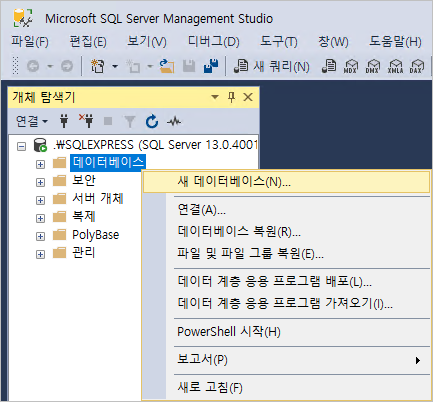 Microsoft SQL Server Management Studio
파일(F) 편집(E) 보기(V) 디버그(D) 도구(T) 창(W) 도움말(H)
새 쿼리(N) MDX DMX XMLA DAX
개체 탐색기
연결
.₩SQLEXPRESS (SQL Server 13.0.4001
데이터베이스
보안
서버 개체
복제
PolyBase
관리
새 데이터베이스(N)...
연결(A)...
데이터베이스 복원(R)...
파일 및 파일 그룹 복원(E)...
데이터 계층 응용 프로그램 배포(L)...
데이터 계층 응용 프로그램 가져오기(I)...
PowerShell 시작(H)
보고서(P)
새로 고침(F)